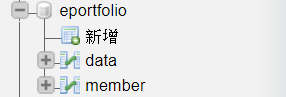 eportfolio
新增
data
member